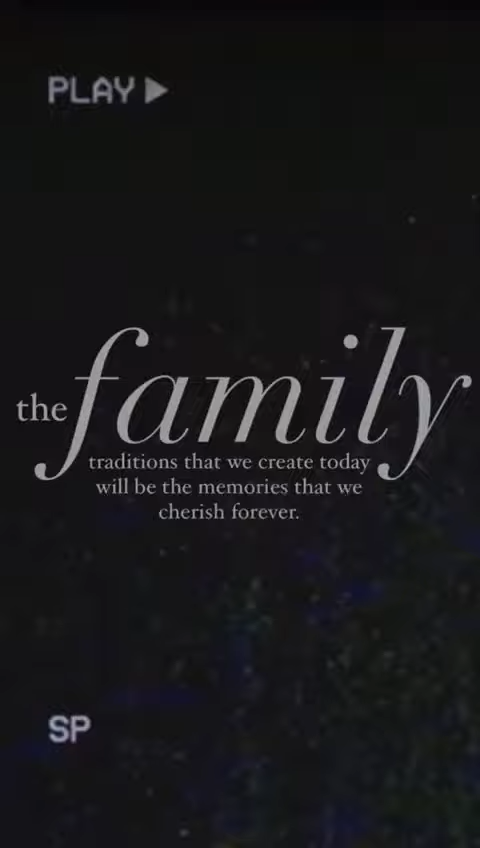 PLAY
the family
traditions that we create today
will be the memories that we
cherish forever.
SP